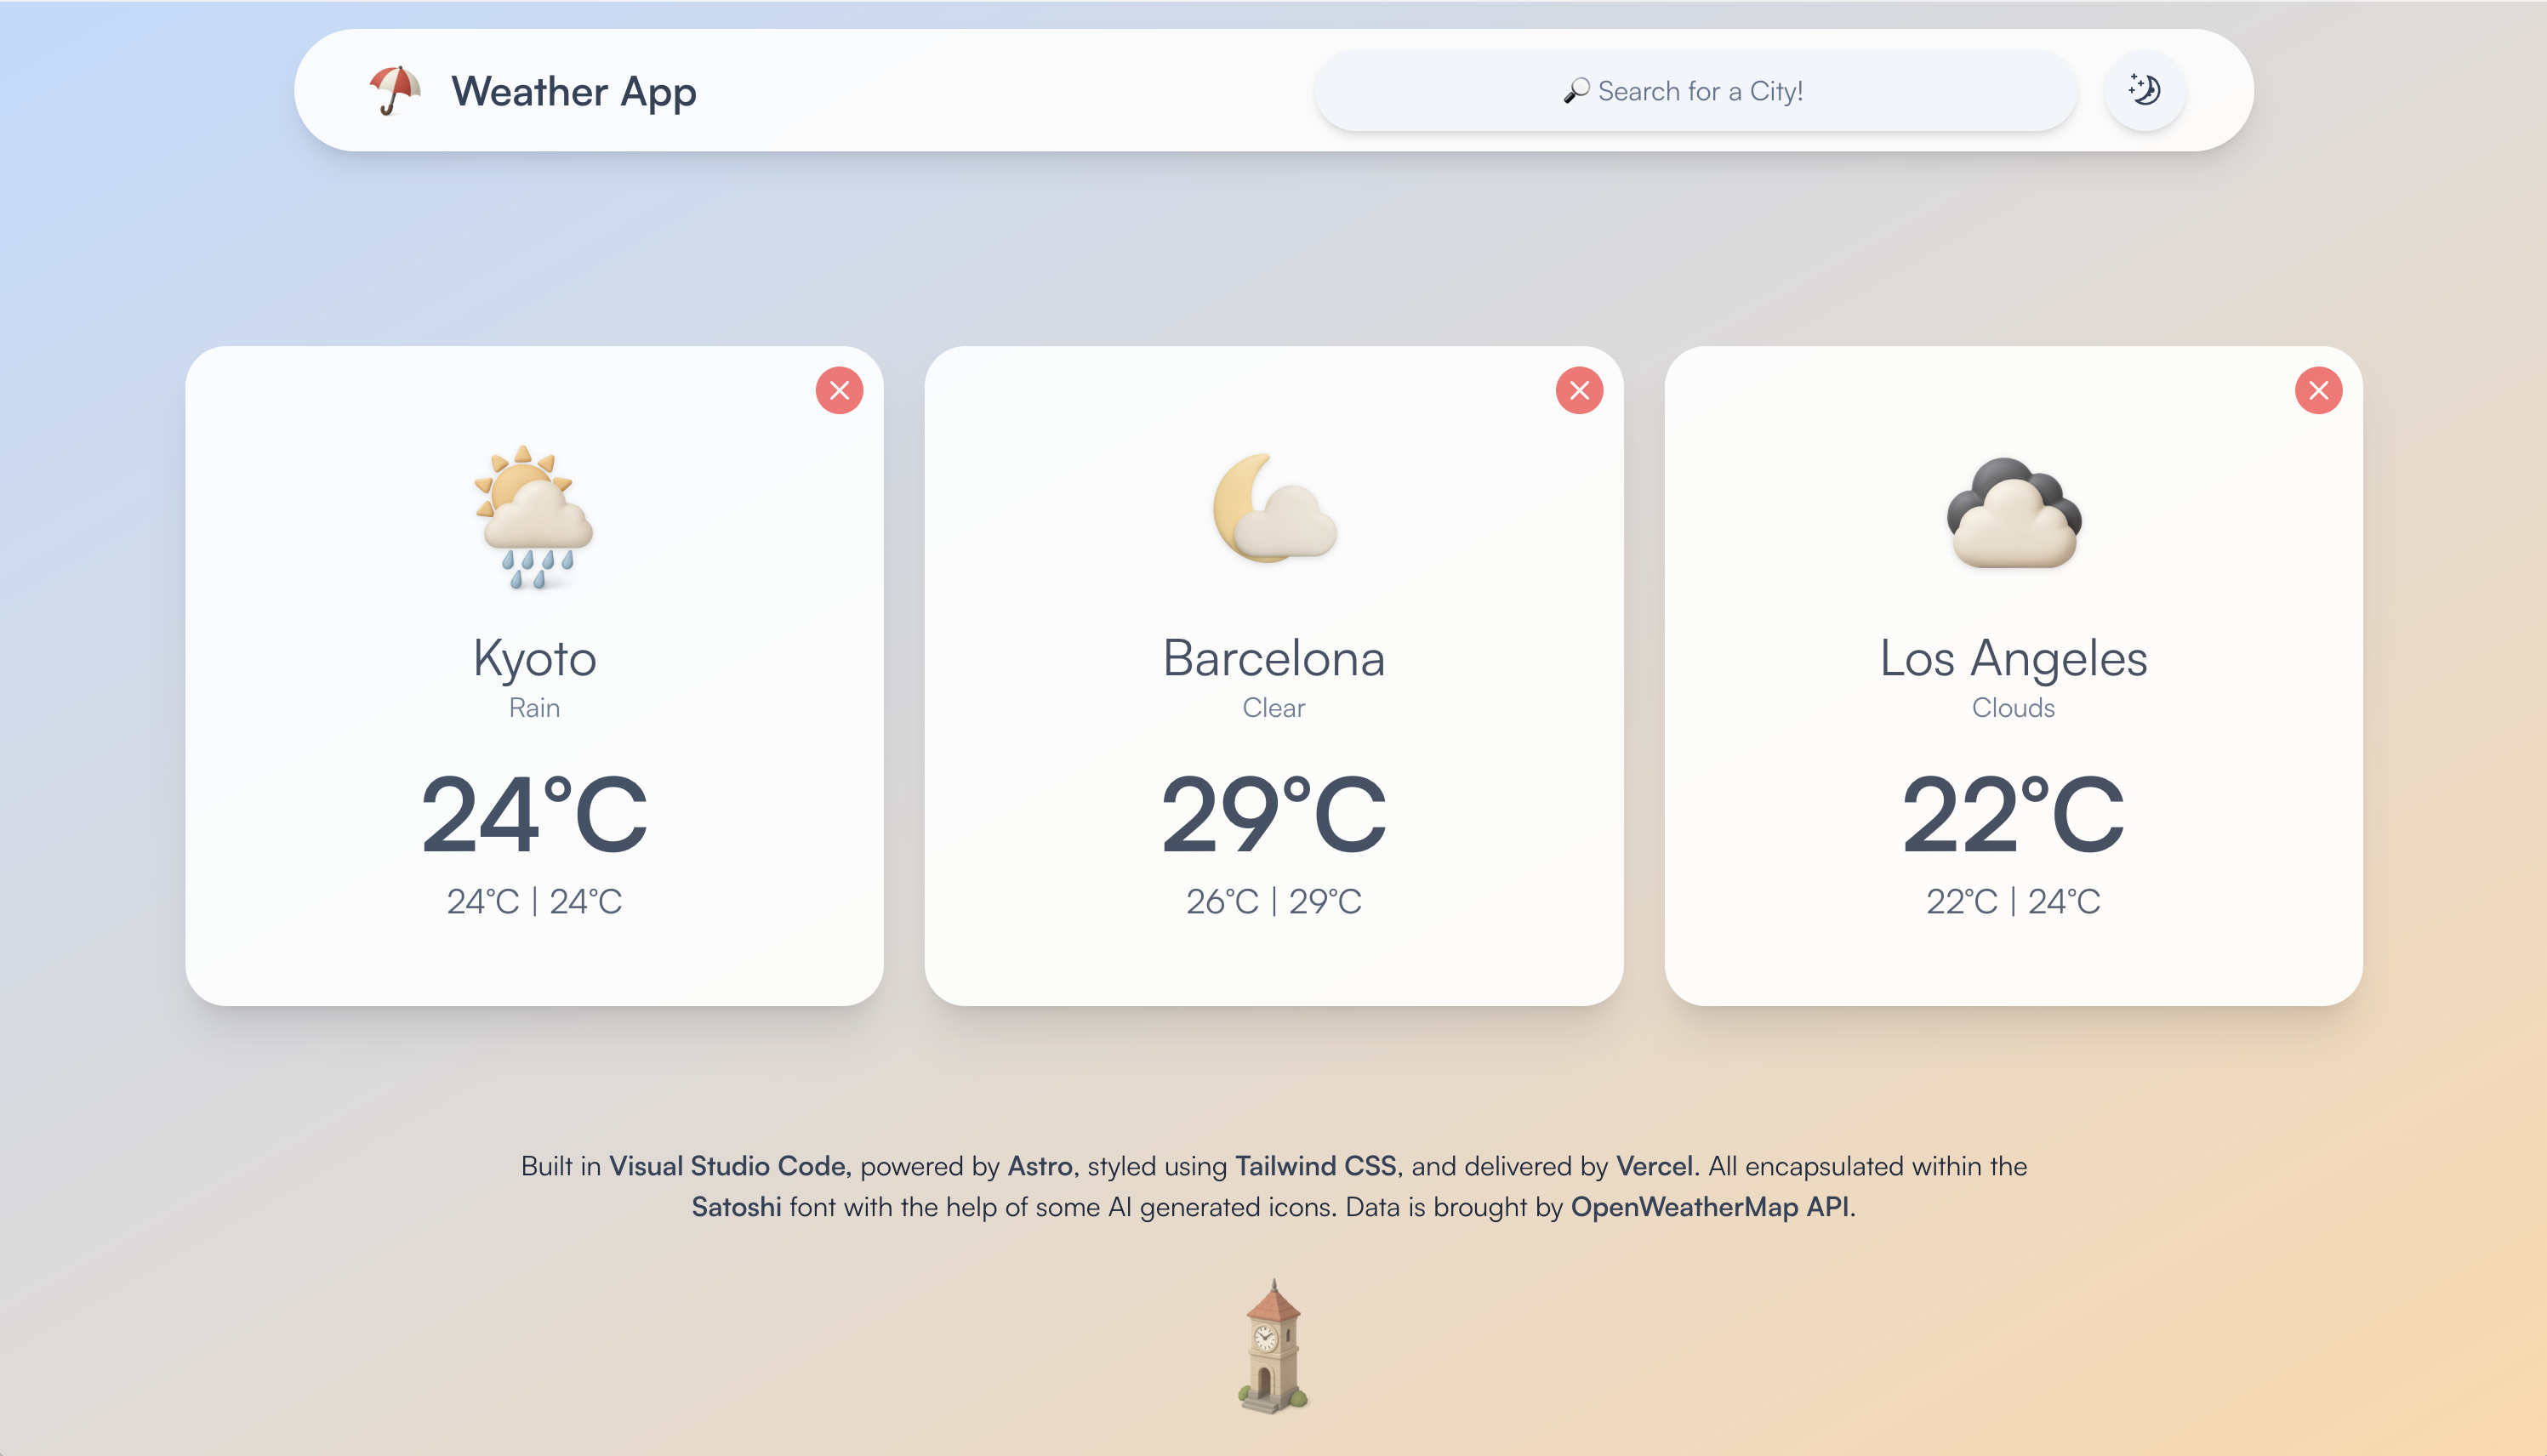 Weather App
Search for a City!
Kyoto
Rain
24°C
24°C | 24°C
Barcelona
Clear
29°C
26°C | 29°C
Los Angeles
Clouds
22°C
22°C | 24°C
Built in Visual Studio Code, powered by Astro, styled using Tailwind CSS, and delivered by Vercel. All encapsulated within the
Satoshi font with the help of some AI generated icons. Data is brought by OpenWeatherMap API.